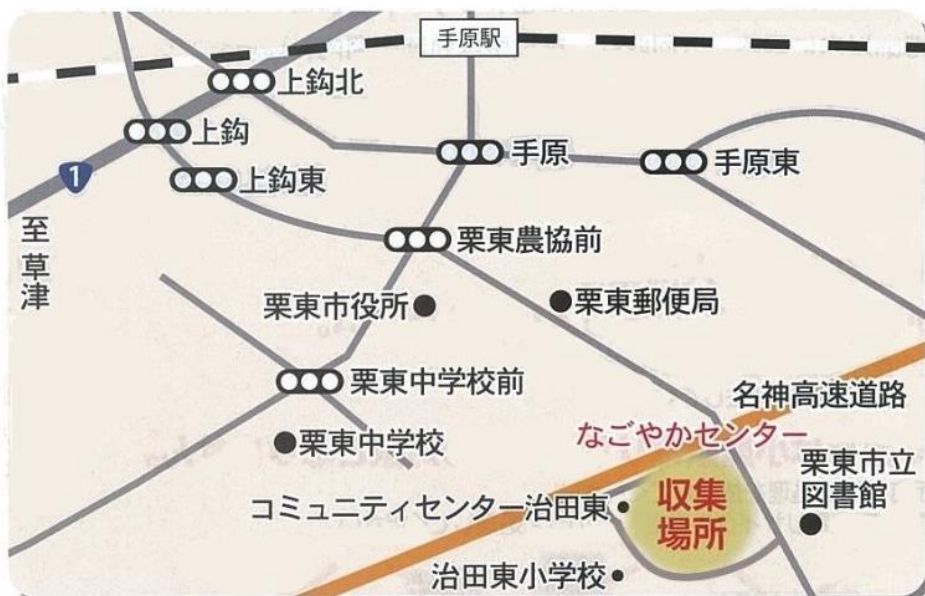 手原駅
上鈎北
上鈎
手原
手原東
1
上鈎東
至草津
栗東農協前
栗東市役所
栗東郵便局
栗東中学校前
名神高速道路
なごやかセンター
栗東中学校
栗東市立
図書館
コミュニティセンター治田東
収集
場所
治田東小学校